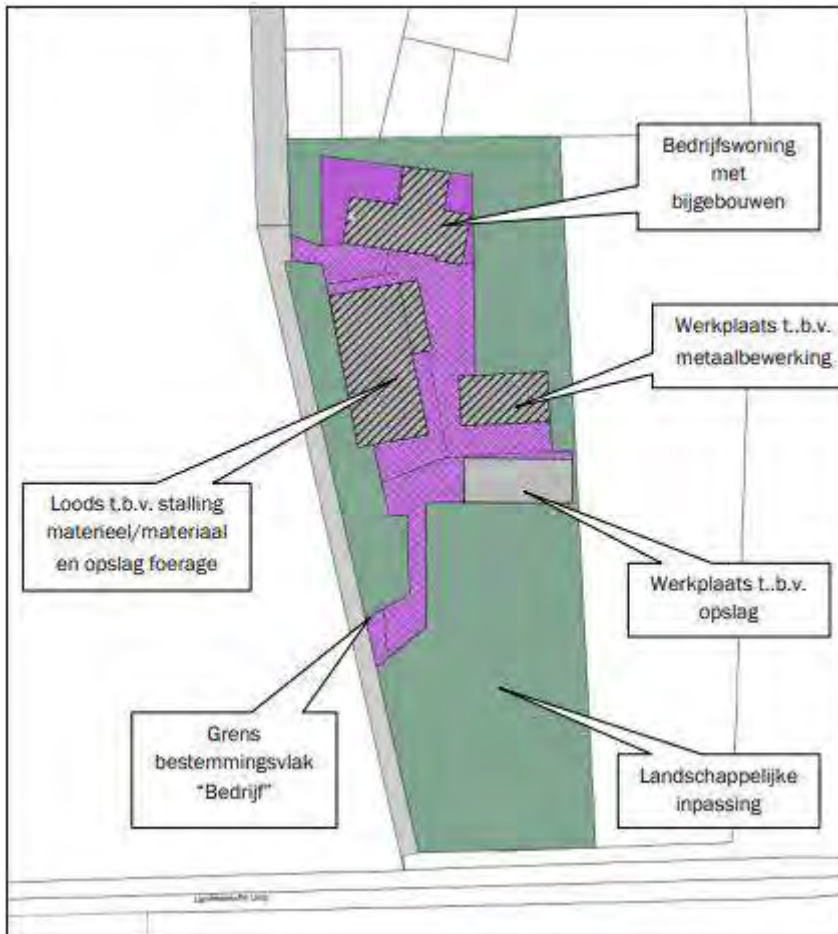 Bedrijfswoning
met
bijgebouwen
Werkplaats t..b.v.
metaalbewerking
Loods t.b.v. stalling
materieel/materiaal
en opslag foerage
Werkplaats t..b.v.
opslag
Grens
bestemmingsvlak
"Bedrijf"
Landschappelijke
inpassing